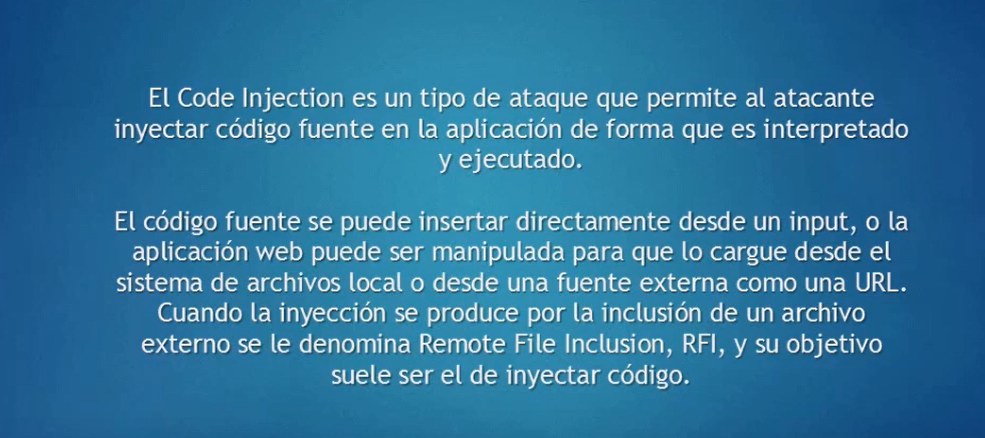 El Code Injection es un tipo de ataque que permite al atacante
inyectar código fuente en la aplicación de forma que es interpretado
y ejecutado.
El código fuente se puede insertar directamente desde un input, o la
aplicación web puede ser manipulada para que lo cargue desde el
sistema de archivos local o desde una fuente externa como una URL.
Cuando la inyección se produce por la inclusión de un archivo
externo se le denomina Remote File Inclusion, RFI, y su objetivo
suele ser el de inyectar código.